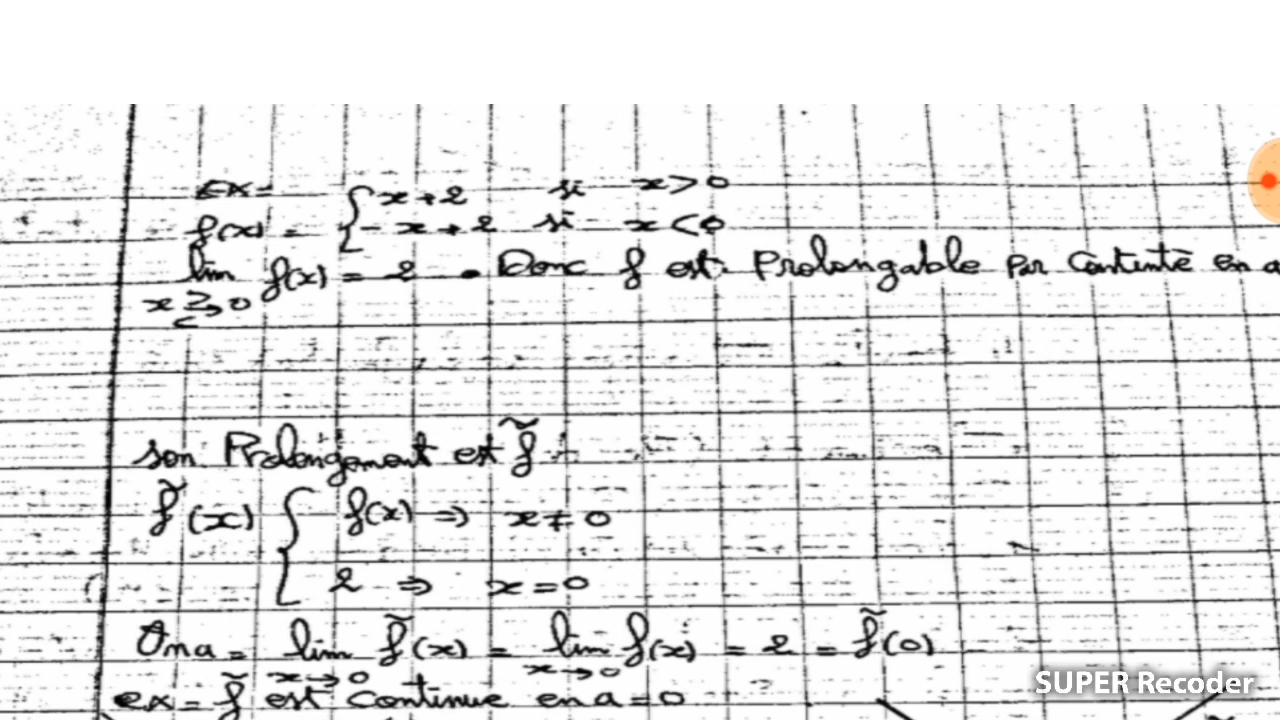 Ex=
f(x) = { x+2 si x>0
-x+2 si x<0
lim f(x) = 2 . Donc f est Prolongable Par Contenté en a
x ≷→ 0
son Prolongement est f̃
f̃(x) { f(x) ⇒ x≠0
2 ⇒ x=0
On a = lim f̃(x) = lim f(x) = 2 = f̃(0)
x→0 x→0
ex = f̃ est Continue en a=0
SUPER Recoder